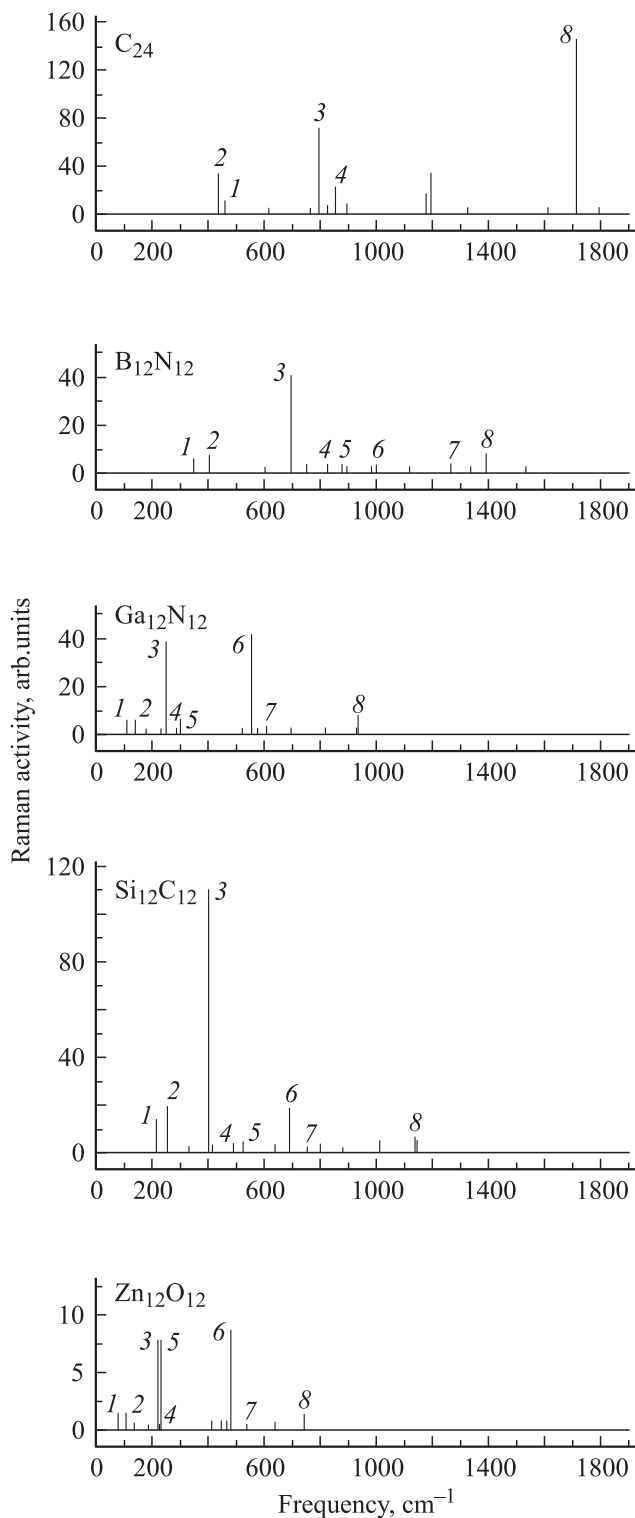 160
C24
8
120
80
3
40
2
4
1
0
0 200 600 1000 1400 1800
B12N12
40
3
20
1 2 4 5 6 7 8
0
0 200 600 1000 1400 1800
Ga12N12
40
3 6
20
1 2 4 5 7 8
0
0 200 600 1000 1400 1800
Raman activity, arb.units
120
Si12C12 3
80
40
1 2 4 5 6 7 8
0
0 200 600 1000 1400 1800
Zn12O12
10
3 5 6
5
1 2 4 7 8
0
0 200 600 1000 1400 1800
Frequency, cm−1